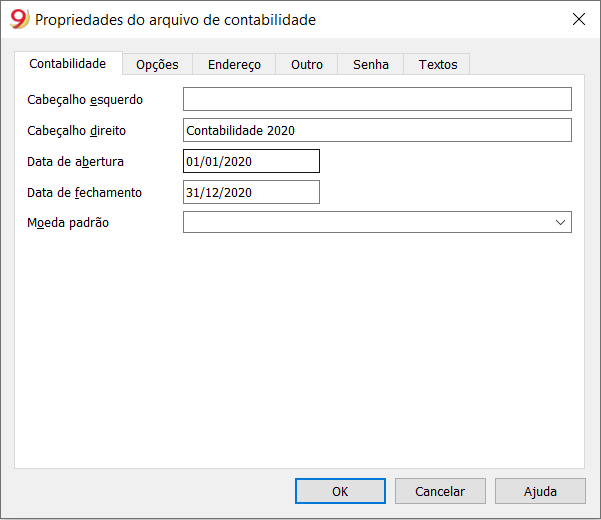 9 Propriedades do arquivo de contabilidade
Contabilidade Opções Endereço Outro Senha Textos
Cabeçalho esquerdo
Cabeçalho direito Contabilidade 2020
Data de abertura 01/01/2020
Data de fechamento 31/12/2020
Moeda padrão
OK Cancelar Ajuda